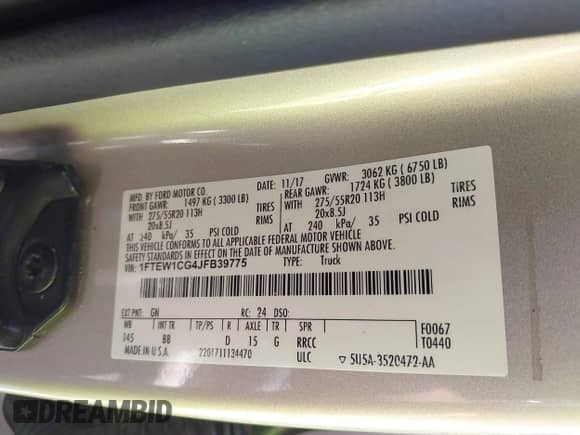 MFD. BY FORD MOTOR CO.
DATE: 11/17 GVWR: 3062 KG ( 6750 LB)
FRONT GAWR: 1497 KG ( 3300 LB) REAR GAWR: 1724 KG ( 3800 LB)
WITH 275/55R20 113H TIRES WITH 275/55R20 113H TIRES
20x8.5J RIMS 20x8.5J RIMS
AT 240 kPa/ 35 PSI COLD AT 240 kPa/ 35 PSI COLD
THIS VEHICLE CONFORMS TO ALL APPLICABLE FEDERAL MOTOR VEHICLE
SAFETY STANDARDS IN EFFECT ON THE DATE OF MANUFACTURE SHOWN ABOVE.
VIN: 1FTEW1CG4JFB39775 TYPE: Truck
EXT PNT: GN RC: 24 DSO:
WB INT TR TP/PS R AXLE TR SPR F0067
145 BB D 15 G RRCC T0440
MADE IN U.S.A. 2201711134470 ULC ▽ 5U5A-3520472-AA
DREAMBID